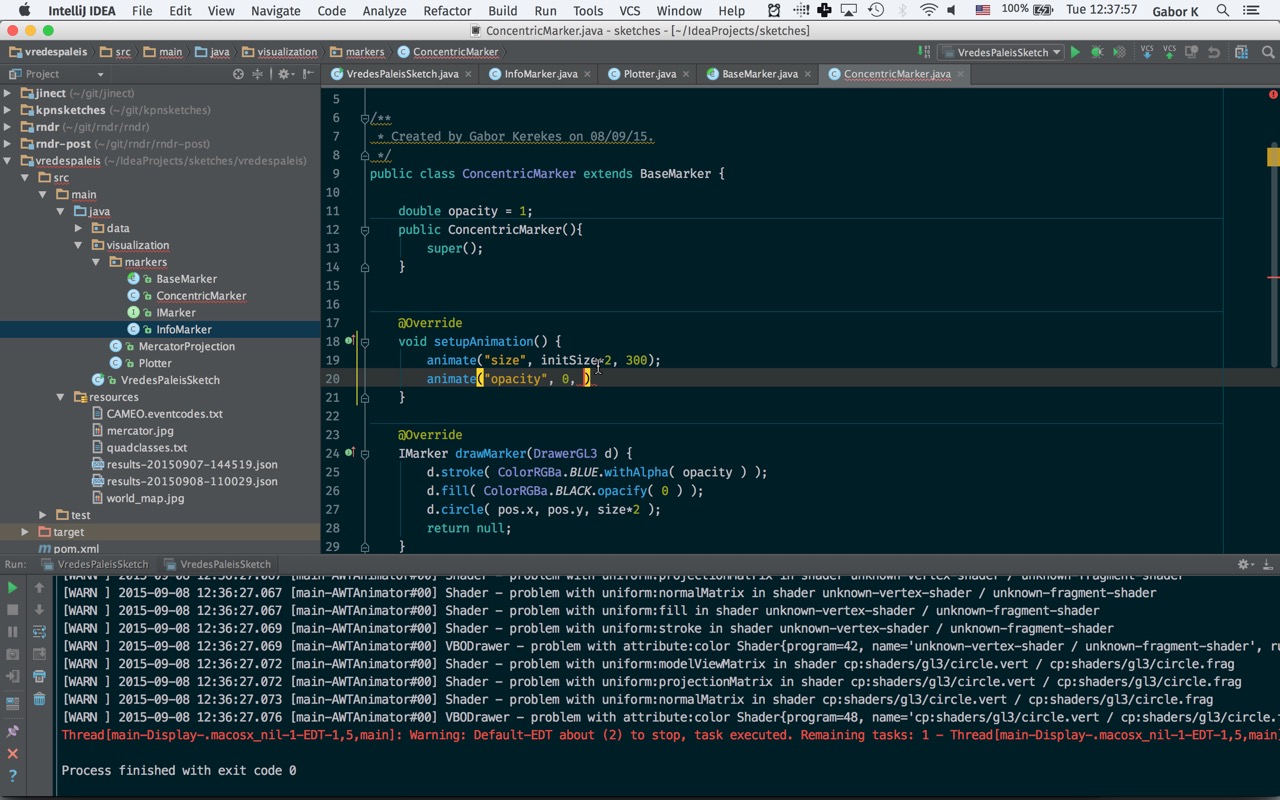 IntelliJ IDEA File Edit View Navigate Code Analyze Refactor Build Run Tools VCS Window Help 100% Tue 12:37:57 Gabor K
ConcentricMarker.java - sketches - [~/IdeaProjects/sketches]
vredespaleis src main java visualization markers ConcentricMarker VredesPaleisSketch VCS VCS
Project VredesPaleisSketch.java InfoMarker.java Plotter.java BaseMarker.java ConcentricMarker.java
jinect (~/git/jinect)
kpnsketches (~/git/kpnsketches)
rndr (~/git/rndr/rndr)
rndr-post (~/git/rndr/rndr-post)
vredespaleis (~/IdeaProjects/sketches/vredespaleis)
src
main
java
data
visualization
markers
BaseMarker
ConcentricMarker
IMarker
InfoMarker
MercatorProjection
Plotter
VredesPaleisSketch
resources
CAMEO.eventcodes.txt
mercator.jpg
quadclasses.txt
results-20150907-144519.json
results-20150908-110029.json
world_map.jpg
test
target
pom.xml
5
6 /**
7 * Created by Gabor Kerekes on 08/09/15.
8 */
9 public class ConcentricMarker extends BaseMarker {
10
11 double opacity = 1;
12 public ConcentricMarker(){
13 super();
14 }
15
16
17 @Override
18 void setupAnimation() {
19 animate("size", initSize*2, 300);
20 animate("opacity", 0, )
21 }
22
23 @Override
24 IMarker drawMarker(DrawerGL3 d) {
25 d.stroke( ColorRGBa.BLUE.withAlpha( opacity ) );
26 d.fill( ColorRGBa.BLACK.opacify( 0 ) );
27 d.circle( pos.x, pos.y, size*2 );
28 return null;
29 }
Run: VredesPaleisSketch VredesPaleisSketch
[WARN ] 2015-09-08 12:36:27.067 [main-AWTAnimator#00] Shader - problem with uniform:projectionMatrix in shader unknown-vertex-shader / unknown-fragment-shader
[WARN ] 2015-09-08 12:36:27.067 [main-AWTAnimator#00] Shader - problem with uniform:normalMatrix in shader unknown-vertex-shader / unknown-fragment-shader
[WARN ] 2015-09-08 12:36:27.067 [main-AWTAnimator#00] Shader - problem with uniform:fill in shader unknown-vertex-shader / unknown-fragment-shader
[WARN ] 2015-09-08 12:36:27.069 [main-AWTAnimator#00] Shader - problem with uniform:stroke in shader unknown-vertex-shader / unknown-fragment-shader
[WARN ] 2015-09-08 12:36:27.069 [main-AWTAnimator#00] VBODrawer - problem with attribute:color Shader{program=42, name='unknown-vertex-shader / unknown-fragment-shader', ru
[WARN ] 2015-09-08 12:36:27.072 [main-AWTAnimator#00] Shader - problem with uniform:modelViewMatrix in shader cp:shaders/gl3/circle.vert / cp:shaders/gl3/circle.frag
[WARN ] 2015-09-08 12:36:27.072 [main-AWTAnimator#00] Shader - problem with uniform:projectionMatrix in shader cp:shaders/gl3/circle.vert / cp:shaders/gl3/circle.frag
[WARN ] 2015-09-08 12:36:27.073 [main-AWTAnimator#00] Shader - problem with uniform:normalMatrix in shader cp:shaders/gl3/circle.vert / cp:shaders/gl3/circle.frag
[WARN ] 2015-09-08 12:36:27.076 [main-AWTAnimator#00] VBODrawer - problem with attribute:color Shader{program=48, name='cp:shaders/gl3/circle.vert / cp:shaders/gl3/circle.
Thread[main-Display-.macosx_nil-1-EDT-1,5,main]: Warning: Default-EDT about (2) to stop, task executed. Remaining tasks: 1 - Thread[main-Display-.macosx_nil-1-EDT-1,5,main]
Process finished with exit code 0